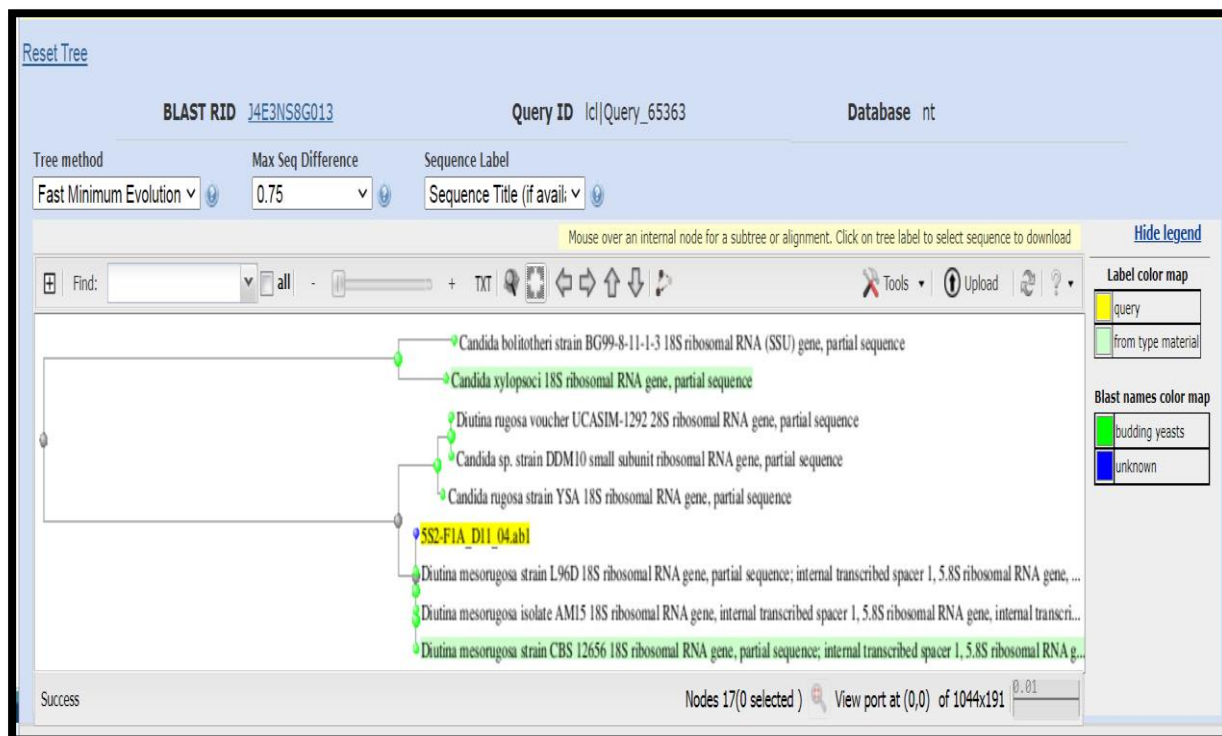 Reset Tree
BLAST RID J4E3NS8G013 Query ID lcl|Query_65363 Database nt
Tree method Max Seq Difference Sequence Label
Fast Minimum Evolution 0.75 Sequence Title (if avail:
Mouse over an internal node for a subtree or alignment. Click on tree label to select sequence to download Hide legend
Find: all - + TXT Tools Upload ?
Label color map
query
from type material
Blast names color map
budding yeasts
unknown
Candida bolitotheri strain BG99-8-11-1-3 18S ribosomal RNA (SSU) gene, partial sequence
Candida xylopsoci 18S ribosomal RNA gene, partial sequence
Diutina rugosa voucher UCASIM-1292 28S ribosomal RNA gene, partial sequence
Candida sp. strain DDM10 small subunit ribosomal RNA gene, partial sequence
Candida rugosa strain YSA 18S ribosomal RNA gene, partial sequence
5S2-F1A_D11_04.ab1
Diutina mesorugosa strain L96D 18S ribosomal RNA gene, partial sequence; internal transcribed spacer 1, 5.8S ribosomal RNA gene, ...
Diutina mesorugosa isolate AM15 18S ribosomal RNA gene, internal transcribed spacer 1, 5.8S ribosomal RNA gene, internal transcri...
Diutina mesorugosa strain CBS 12656 18S ribosomal RNA gene, partial sequence; internal transcribed spacer 1, 5.8S ribosomal RNA g...
Success Nodes 17(0 selected ) View port at (0,0) of 1044x191 0.01